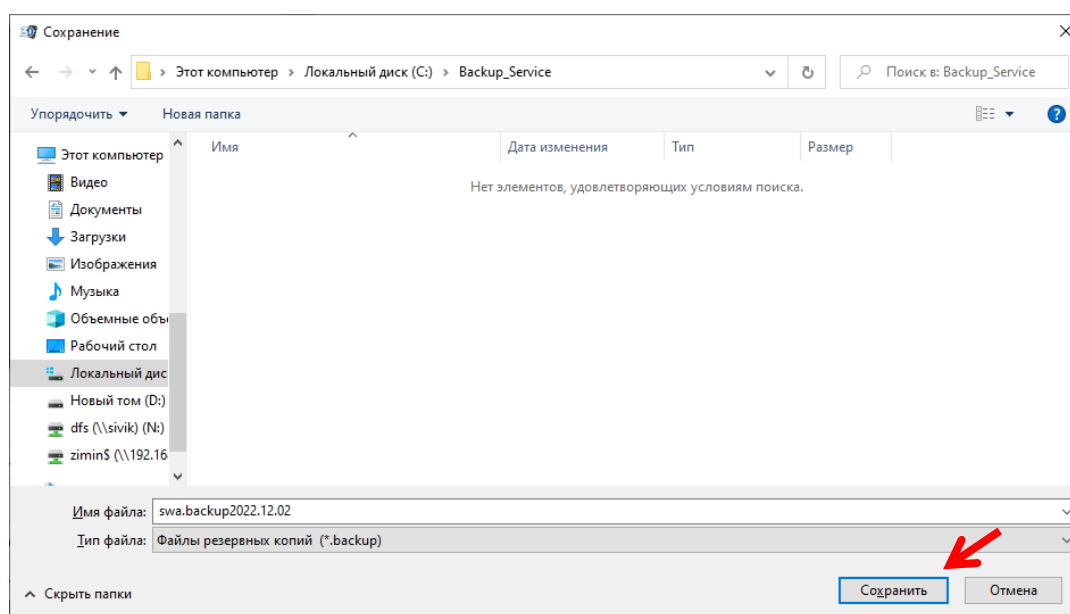 Сохранение
Этот компьютер › Локальный диск (C:) › Backup_Service
Поиск в: Backup_Service
Упорядочить
Новая папка
Имя
Дата изменения
Тип
Размер
Нет элементов, удовлетворяющих условиям поиска.
Этот компьютер
Видео
Документы
Загрузки
Изображения
Музыка
Объемные объ
Рабочий стол
Локальный дис
Новый том (D:)
dfs (\\sivik) (N:)
zimin$ (\\192.16
Имя файла: swa.backup2022.12.02
Тип файла: Файлы резервных копий (*.backup)
Скрыть папки
Сохранить
Отмена